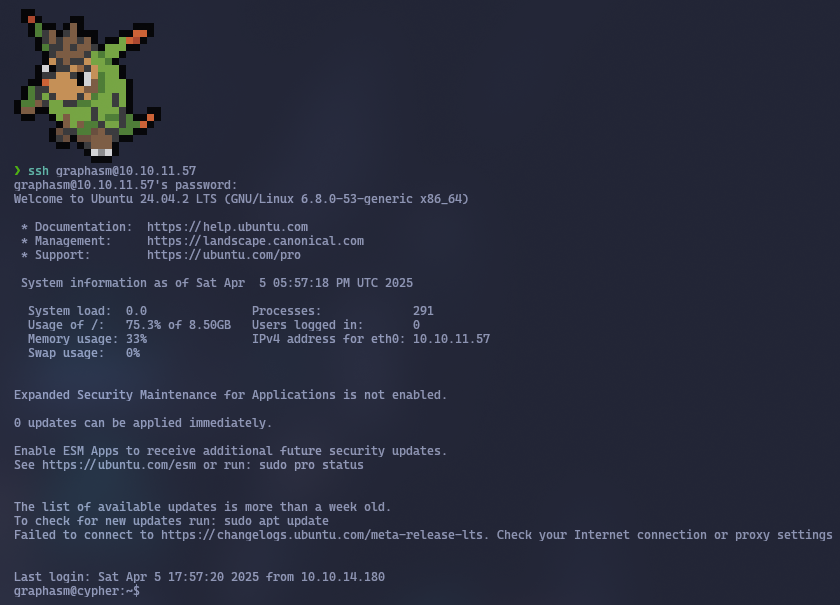 ❯ ssh graphasm@10.10.11.57
graphasm@10.10.11.57's password:
Welcome to Ubuntu 24.04.2 LTS (GNU/Linux 6.8.0-53-generic x86_64)
 * Documentation:  https://help.ubuntu.com
 * Management:     https://landscape.canonical.com
 * Support:        https://ubuntu.com/pro
 System information as of Sat Apr  5 05:57:18 PM UTC 2025
  System load:  0.0               Processes:             291
  Usage of /:   75.3% of 8.50GB   Users logged in:       0
  Memory usage: 33%               IPv4 address for eth0: 10.10.11.57
  Swap usage:   0%
Expanded Security Maintenance for Applications is not enabled.
0 updates can be applied immediately.
Enable ESM Apps to receive additional future security updates.
See https://ubuntu.com/esm or run: sudo pro status
The list of available updates is more than a week old.
To check for new updates run: sudo apt update
Failed to connect to https://changelogs.ubuntu.com/meta-release-lts. Check your Internet connection or proxy settings
Last login: Sat Apr 5 17:57:20 2025 from 10.10.14.180
graphasm@cypher:~$